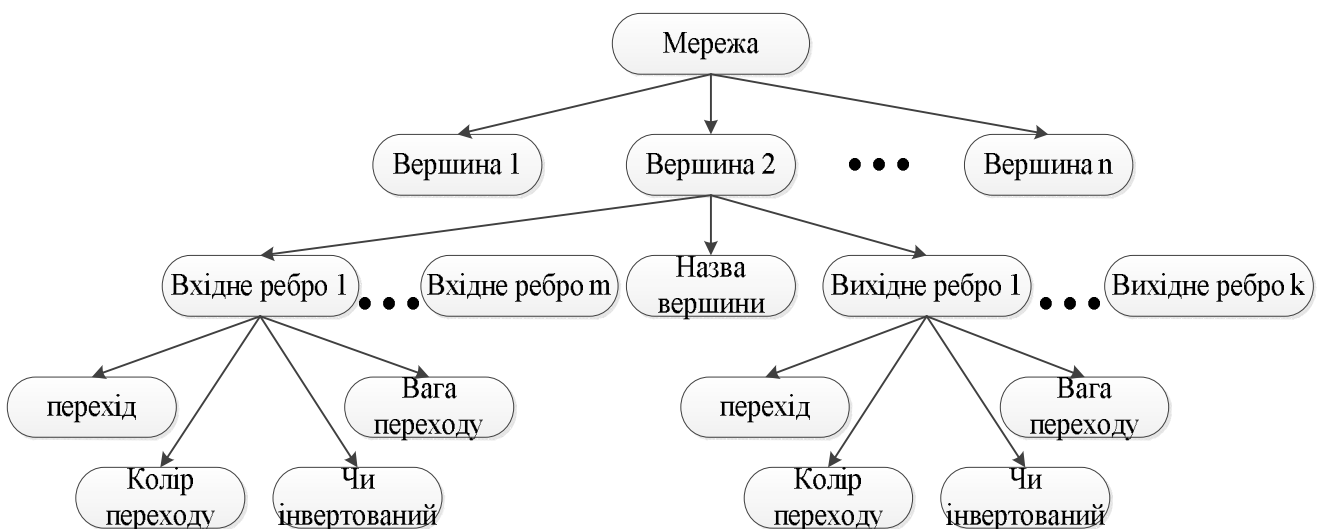 Мережа
Вершина 1
Вершина 2
Вершина n
Вхідне ребро 1
Вхідне ребро m
Назва
вершини
Вихідне ребро 1
Вихідне ребро k
перехід
Вага
переходу
перехід
Вага
переходу
Колір
переходу
Чи
інвертований
Колір
переходу
Чи
інвертований